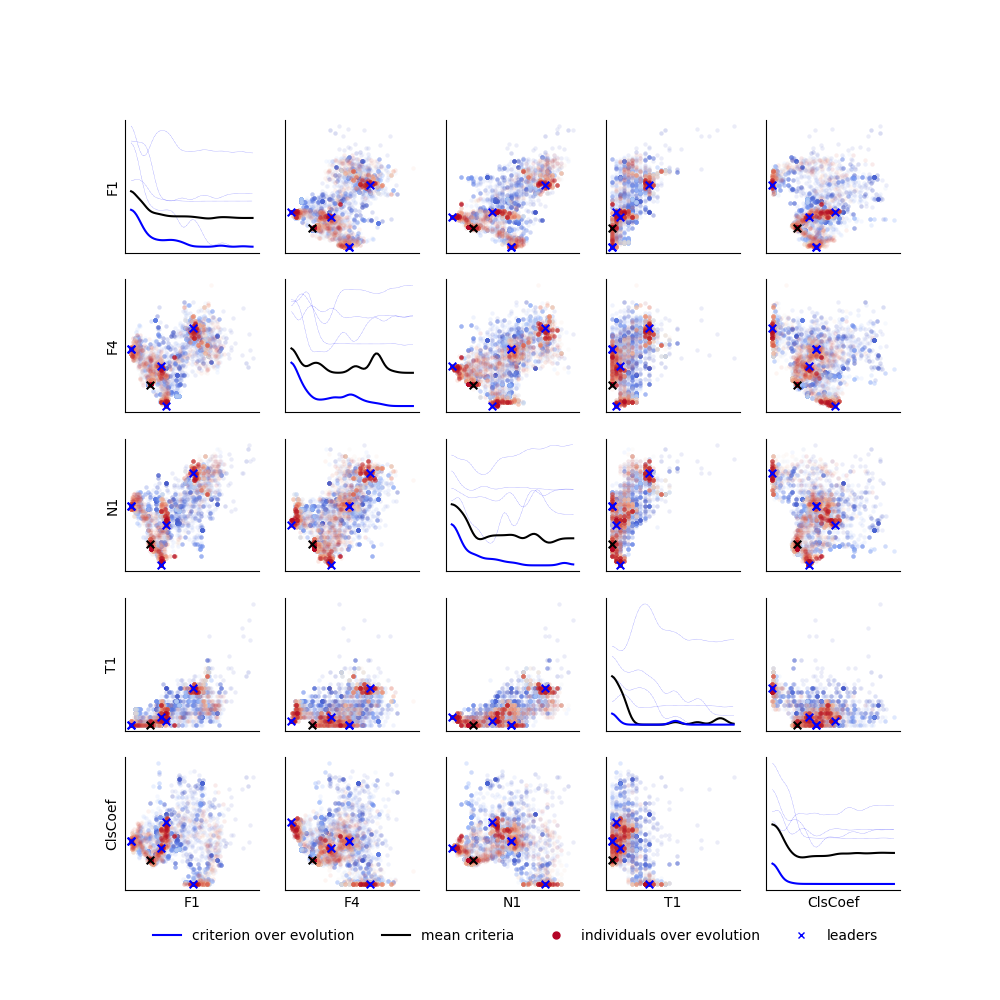 F1
F4
N1
T1
ClsCoef
F1 F4 N1 T1 ClsCoef
criterion over evolution mean criteria individuals over evolution leaders